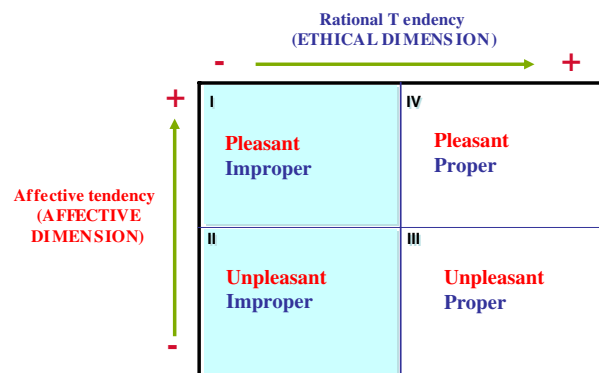 Rational T endency
(ETHICAL DIMENSION)
- +
+
I
Pleasant
Improper
IV
Pleasant
Proper
Affective tendency
(AFFECTIVE
DIMENSION)
II
Unpleasant
Improper
III
Unpleasant
Proper
-